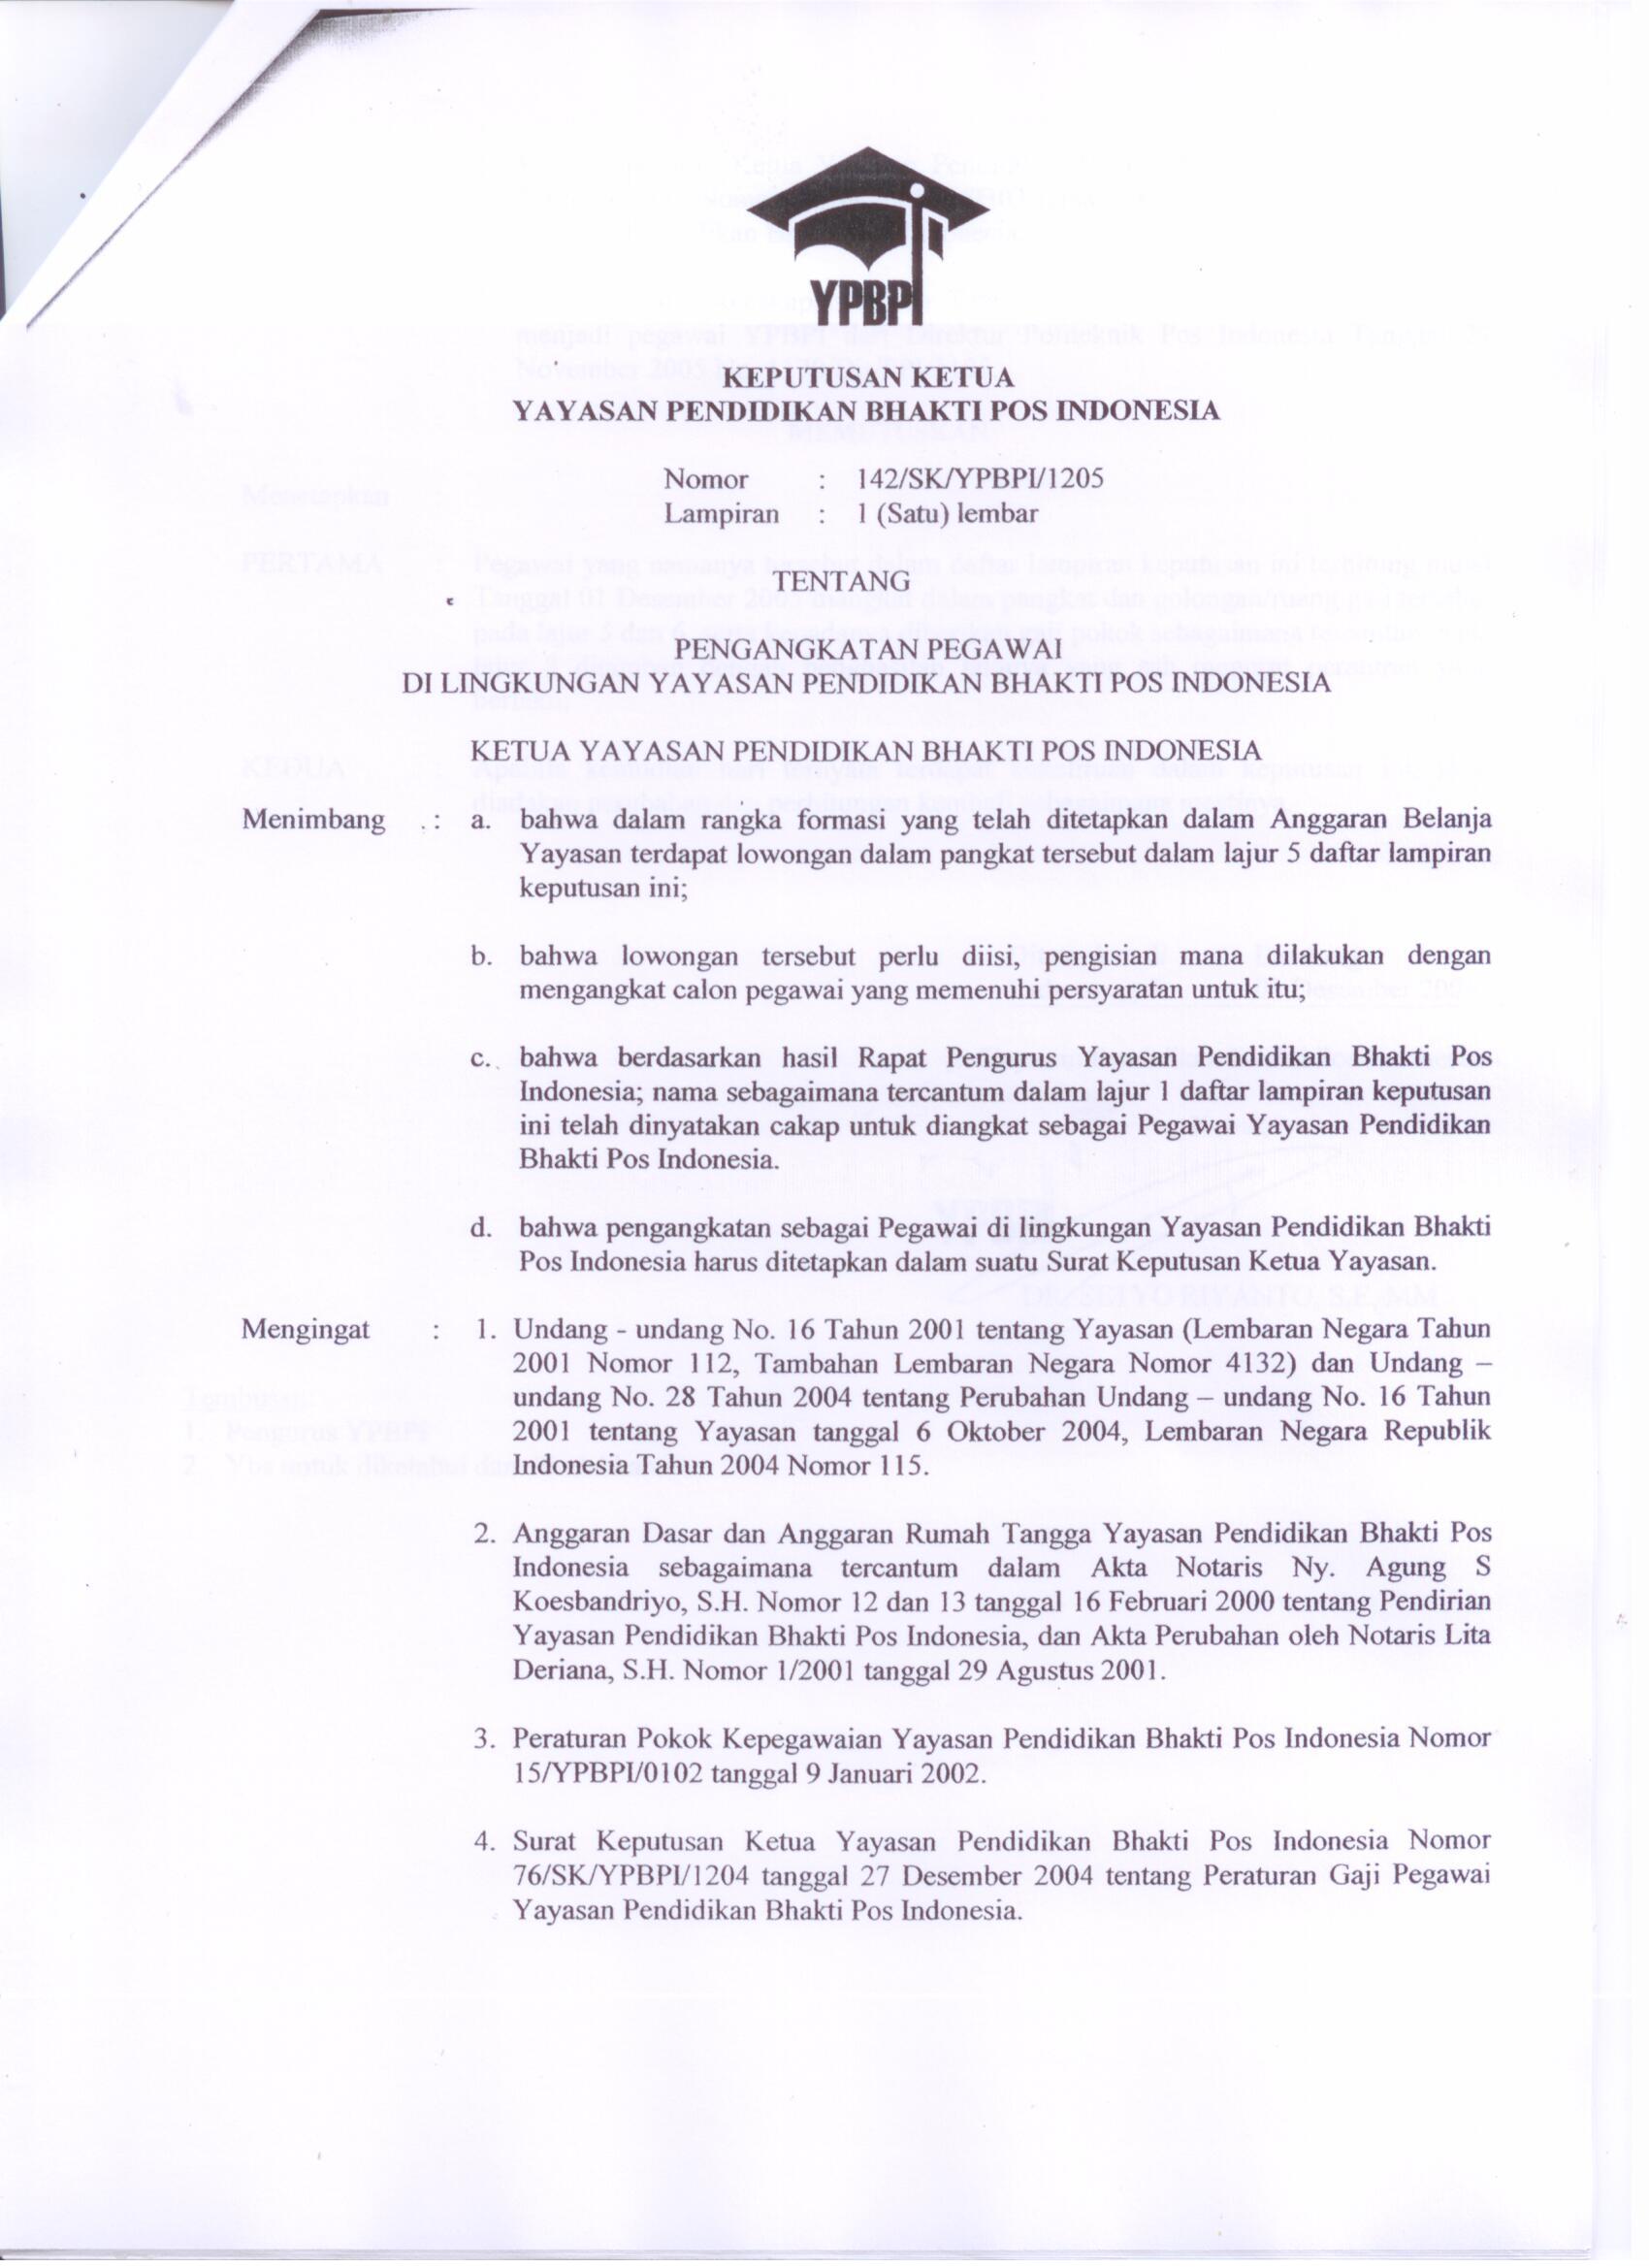 YPBPI
KEPUTUSAN KETUA
YAYASAN PENDIDIKAN BHAKTI POS INDONESIA
Nomor : 142/SK/YPBPI/1205
Lampiran : 1 (Satu) lembar
TENTANG
PENGANGKATAN PEGAWAI
DI LINGKUNGAN YAYASAN PENDIDIKAN BHAKTI POS INDONESIA
KETUA YAYASAN PENDIDIKAN BHAKTI POS INDONESIA
Menimbang : a. bahwa dalam rangka formasi yang telah ditetapkan dalam Anggaran Belanja
Yayasan terdapat lowongan dalam pangkat tersebut dalam lajur 5 daftar lampiran
keputusan ini;
b. bahwa lowongan tersebut perlu diisi, pengisian mana dilakukan dengan
mengangkat calon pegawai yang memenuhi persyaratan untuk itu;
c. bahwa berdasarkan hasil Rapat Pengurus Yayasan Pendidikan Bhakti Pos
Indonesia; nama sebagaimana tercantum dalam lajur 1 daftar lampiran keputusan
ini telah dinyatakan cakap untuk diangkat sebagai Pegawai Yayasan Pendidikan
Bhakti Pos Indonesia.
d. bahwa pengangkatan sebagai Pegawai di lingkungan Yayasan Pendidikan Bhakti
Pos Indonesia harus ditetapkan dalam suatu Surat Keputusan Ketua Yayasan.
Mengingat : 1. Undang - undang No. 16 Tahun 2001 tentang Yayasan (Lembaran Negara Tahun
2001 Nomor 112, Tambahan Lembaran Negara Nomor 4132) dan Undang –
undang No. 28 Tahun 2004 tentang Perubahan Undang – undang No. 16 Tahun
2001 tentang Yayasan tanggal 6 Oktober 2004, Lembaran Negara Republik
Indonesia Tahun 2004 Nomor 115.
2. Anggaran Dasar dan Anggaran Rumah Tangga Yayasan Pendidikan Bhakti Pos
Indonesia sebagaimana tercantum dalam Akta Notaris Ny. Agung S
Koesbandriyo, S.H. Nomor 12 dan 13 tanggal 16 Februari 2000 tentang Pendirian
Yayasan Pendidikan Bhakti Pos Indonesia, dan Akta Perubahan oleh Notaris Lita
Deriana, S.H. Nomor 1/2001 tanggal 29 Agustus 2001.
3. Peraturan Pokok Kepegawaian Yayasan Pendidikan Bhakti Pos Indonesia Nomor
15/YPBPI/0102 tanggal 9 Januari 2002.
4. Surat Keputusan Ketua Yayasan Pendidikan Bhakti Pos Indonesia Nomor
76/SK/YPBPI/1204 tanggal 27 Desember 2004 tentang Peraturan Gaji Pegawai
Yayasan Pendidikan Bhakti Pos Indonesia.